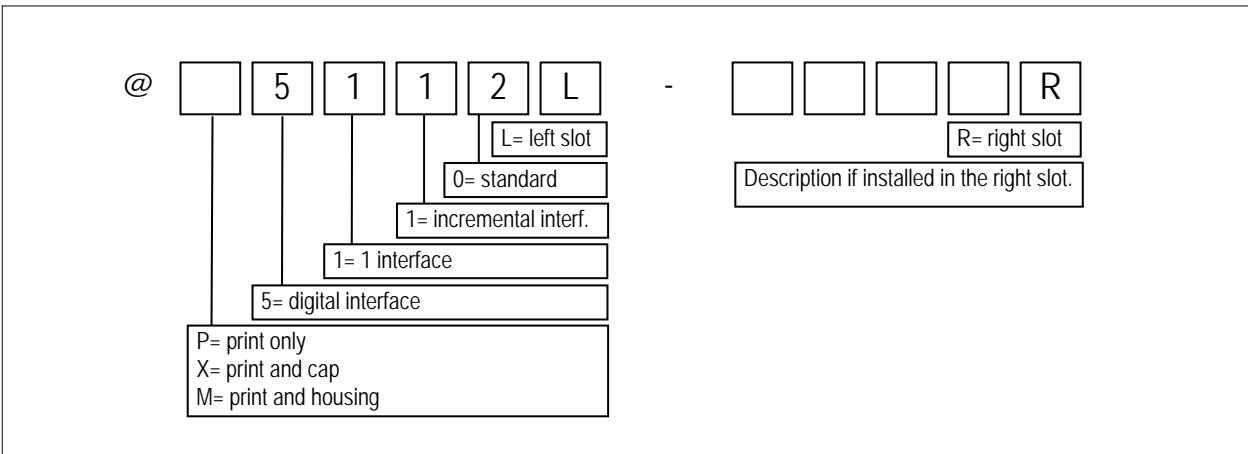 @ 5 1 1 2 L - R
L= left slot
R= right slot
0= standard
Description if installed in the right slot.
1= incremental interf.
1= 1 interface
5= digital interface
P= print only
X= print and cap
M= print and housing